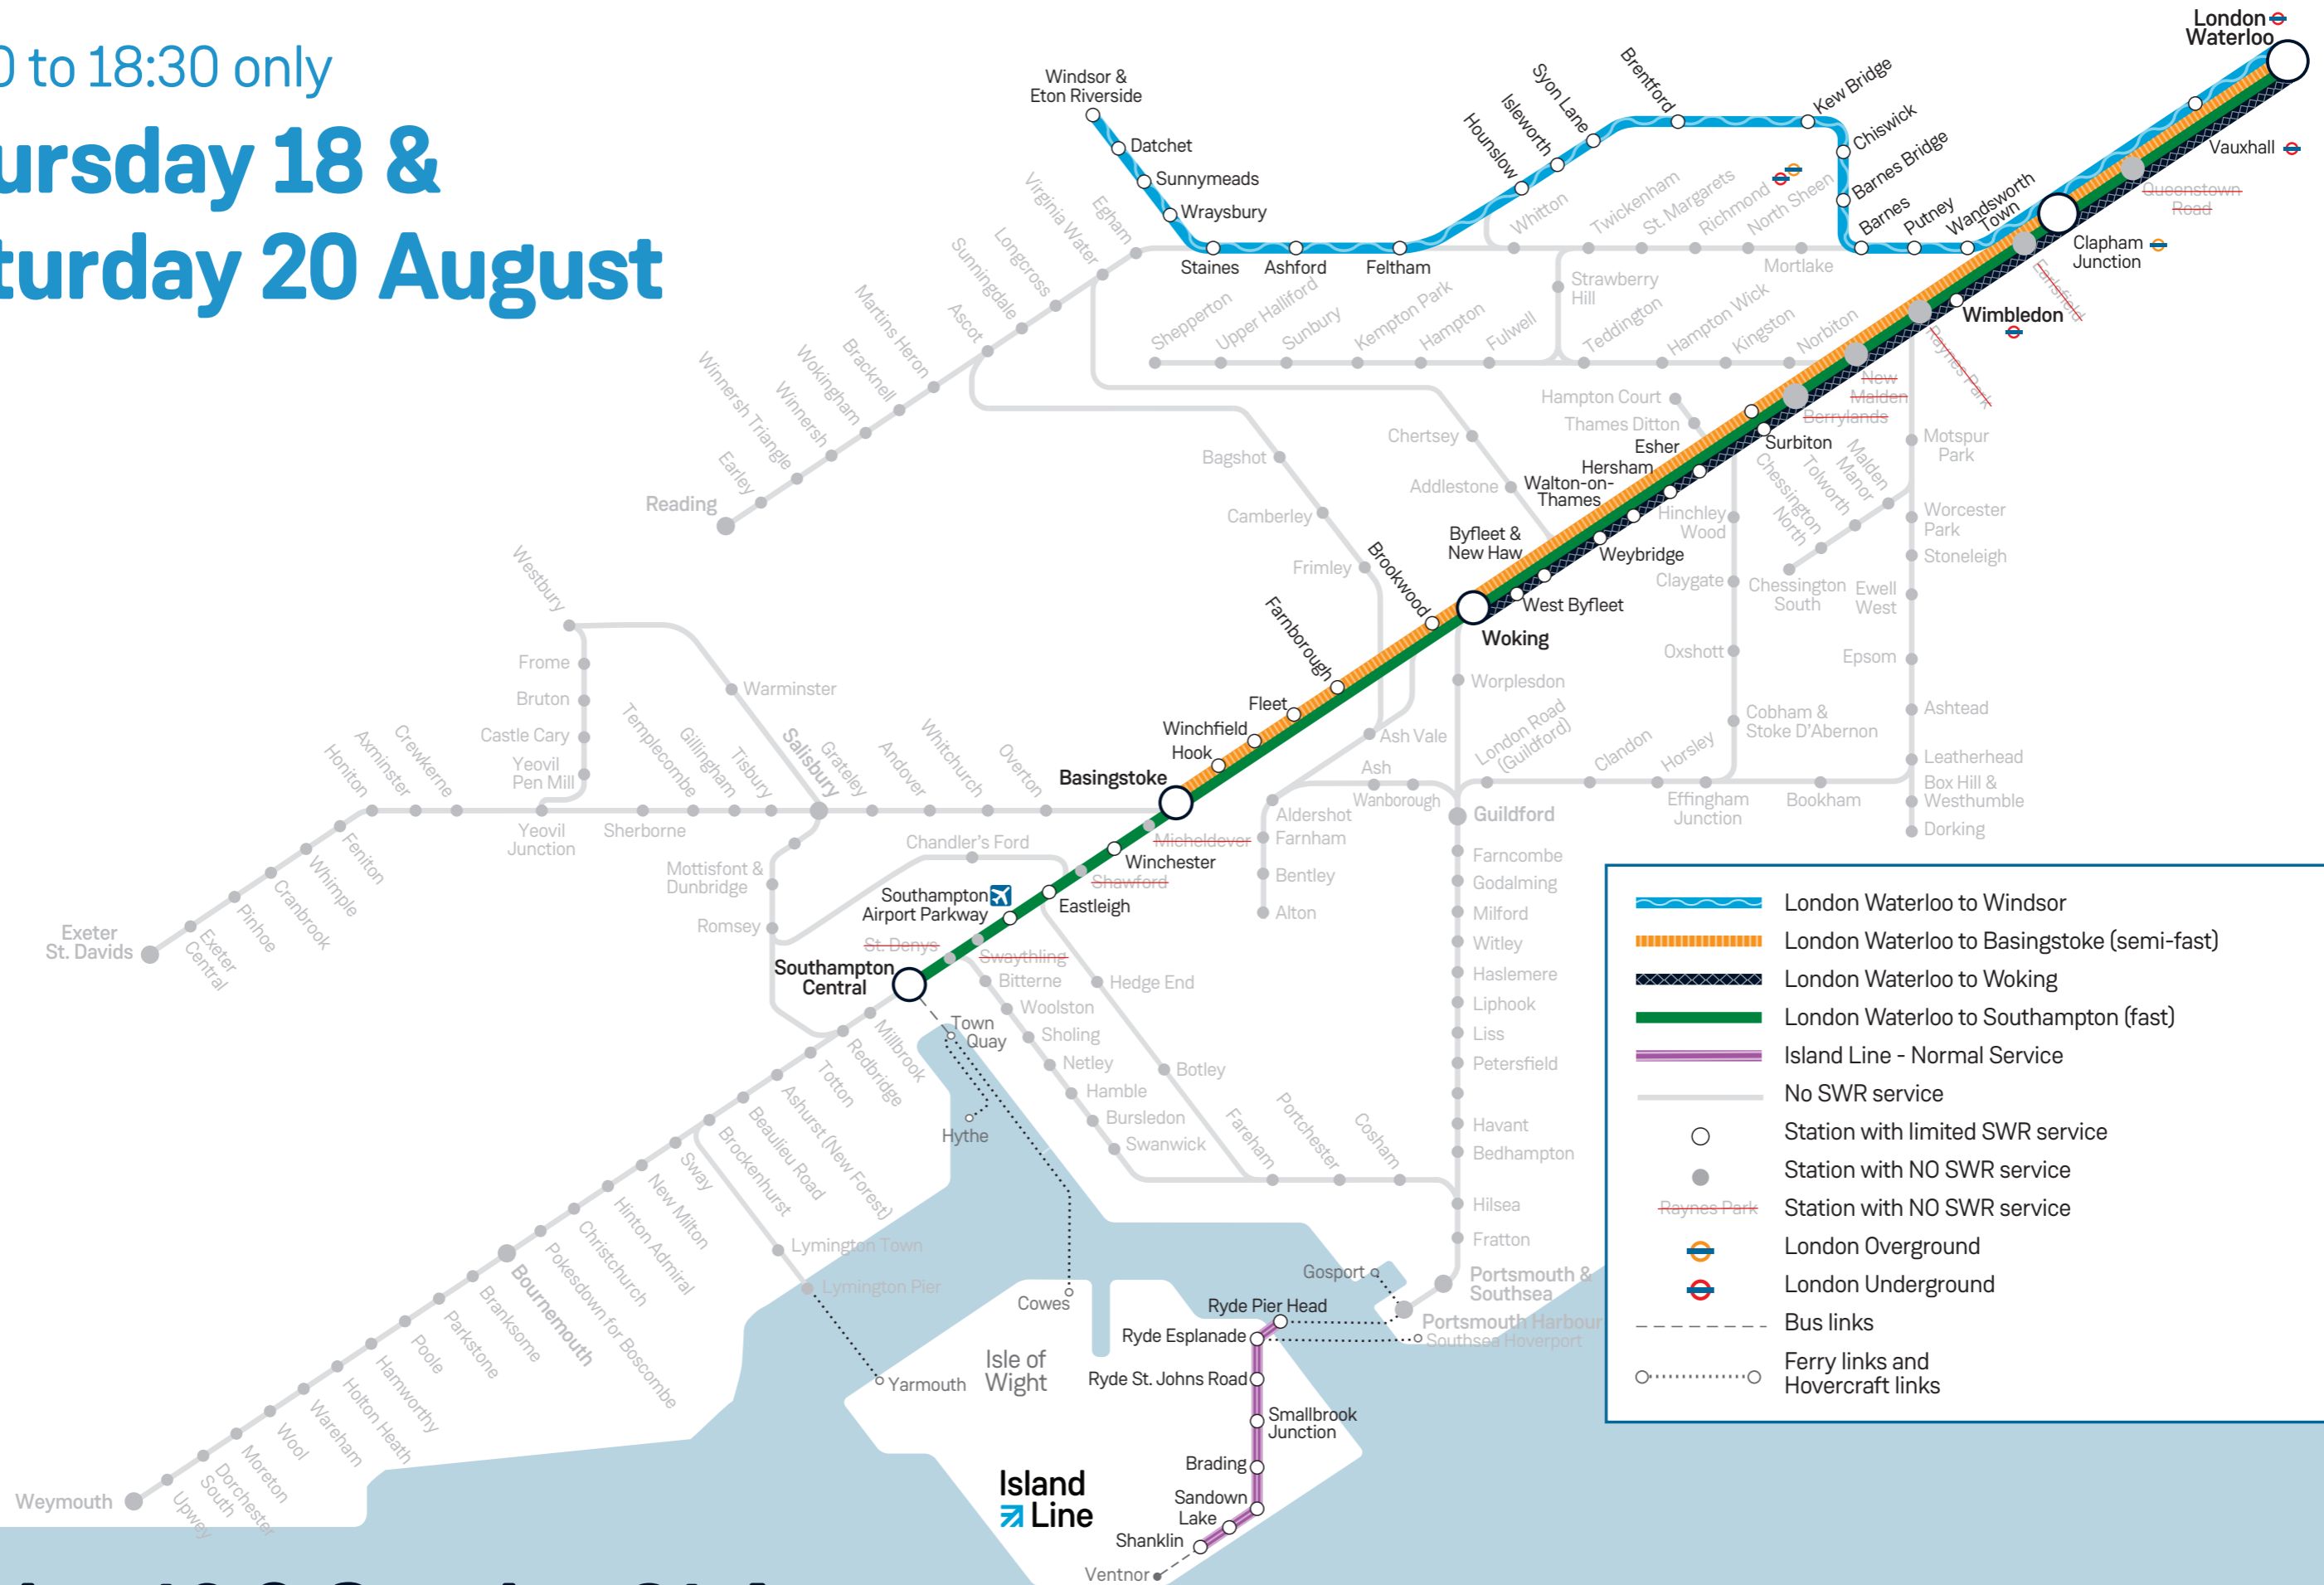 0 to 18:30 only
ursday 18 &
turday 20 August
London
Waterloo
Vauxhall
Queenstown
Road
Clapham
Junction
Earlsfield
Wimbledon
Raynes Park
New
Malden
Berrylands
Surbiton
Windsor &
Eton Riverside
Datchet
Sunnymeads
Wraysbury
Staines
Ashford
Feltham
Hounslow
Isleworth
Syon Lane
Brentford
Kew Bridge
Chiswick
Barnes Bridge
Barnes
Putney
Wandsworth
Town
Whitton
Twickenham
St. Margarets
Richmond
North Sheen
Mortlake
Strawberry
Hill
Shepperton
Upper Halliford
Sunbury
Kempton Park
Hampton
Fulwell
Teddington
Hampton Wick
Kingston
Norbiton
Egham
Virginia Water
Longcross
Sunningdale
Ascot
Martins Heron
Bracknell
Wokingham
Winnersh
Winnersh Triangle
Earley
Reading
Hampton Court
Thames Ditton
Esher
Hersham
Walton-on-
Thames
Weybridge
Byfleet &
New Haw
West Byfleet
Woking
Chertsey
Addlestone
Bagshot
Camberley
Frimley
Brookwood
Farnborough
Fleet
Winchfield
Hook
Basingstoke
Motspur
Park
Malden
Manor
Tolworth
Chessington
North
Chessington
South
Worcester
Park
Stoneleigh
Ewell
West
Epsom
Ashtead
Leatherhead
Box Hill &
Westhumble
Dorking
Hinchley
Wood
Claygate
Oxshott
Cobham &
Stoke D'Abernon
London Road
(Guildford)
Clandon
Horsley
Effingham
Junction
Bookham
Worplesdon
Ash Vale
Ash
Wanborough
Aldershot
Farnham
Bentley
Alton
Guildford
Farncombe
Godalming
Milford
Witley
Haslemere
Liphook
Liss
Petersfield
Havant
Bedhampton
Hilsea
Fratton
Portsmouth &
Southsea
Portsmouth Harbour
Southsea Hoverport
Gosport
Westbury
Frome
Bruton
Castle Cary
Yeovil
Pen Mill
Warminster
Salisbury
Honiton
Axminster
Crewkerne
Yeovil
Junction
Sherborne
Templecombe
Gillingham
Tisbury
Grateley
Andover
Whitchurch
Overton
Feniton
Whimple
Cranbrook
Pinhoe
Exeter
Central
Exeter
St. Davids
Micheldever
Winchester
Shawford
Eastleigh
Chandler's Ford
Mottisfont &
Dunbridge
Romsey
Southampton
Airport Parkway
St. Denys
Swaythling
Southampton
Central
Bitterne
Woolston
Sholing
Netley
Hamble
Bursledon
Swanwick
Hedge End
Botley
Fareham
Portchester
Cosham
Town
Quay
Hythe
Millbrook
Redbridge
Totton
Ashurst (New Forest)
Beaulieu Road
Brockenhurst
Sway
New Milton
Hinton Admiral
Christchurch
Pokesdown for Boscombe
Bournemouth
Branksome
Parkstone
Poole
Hamworthy
Holton Heath
Wareham
Wool
Moreton
Dorchester
South
Upwey
Weymouth
Lymington Town
Lymington Pier
Yarmouth
Cowes
Isle of
Wight
Ryde Pier Head
Ryde Esplanade
Ryde St. Johns Road
Smallbrook
Junction
Brading
Sandown
Lake
Shanklin
Ventnor
Island
Line
London Waterloo to Windsor
London Waterloo to Basingstoke (semi-fast)
London Waterloo to Woking
London Waterloo to Southampton (fast)
Island Line - Normal Service
No SWR service
Station with limited SWR service
Station with NO SWR service
Raynes Park
Station with NO SWR service
London Overground
London Underground
Bus links
Ferry links and
Hovercraft links